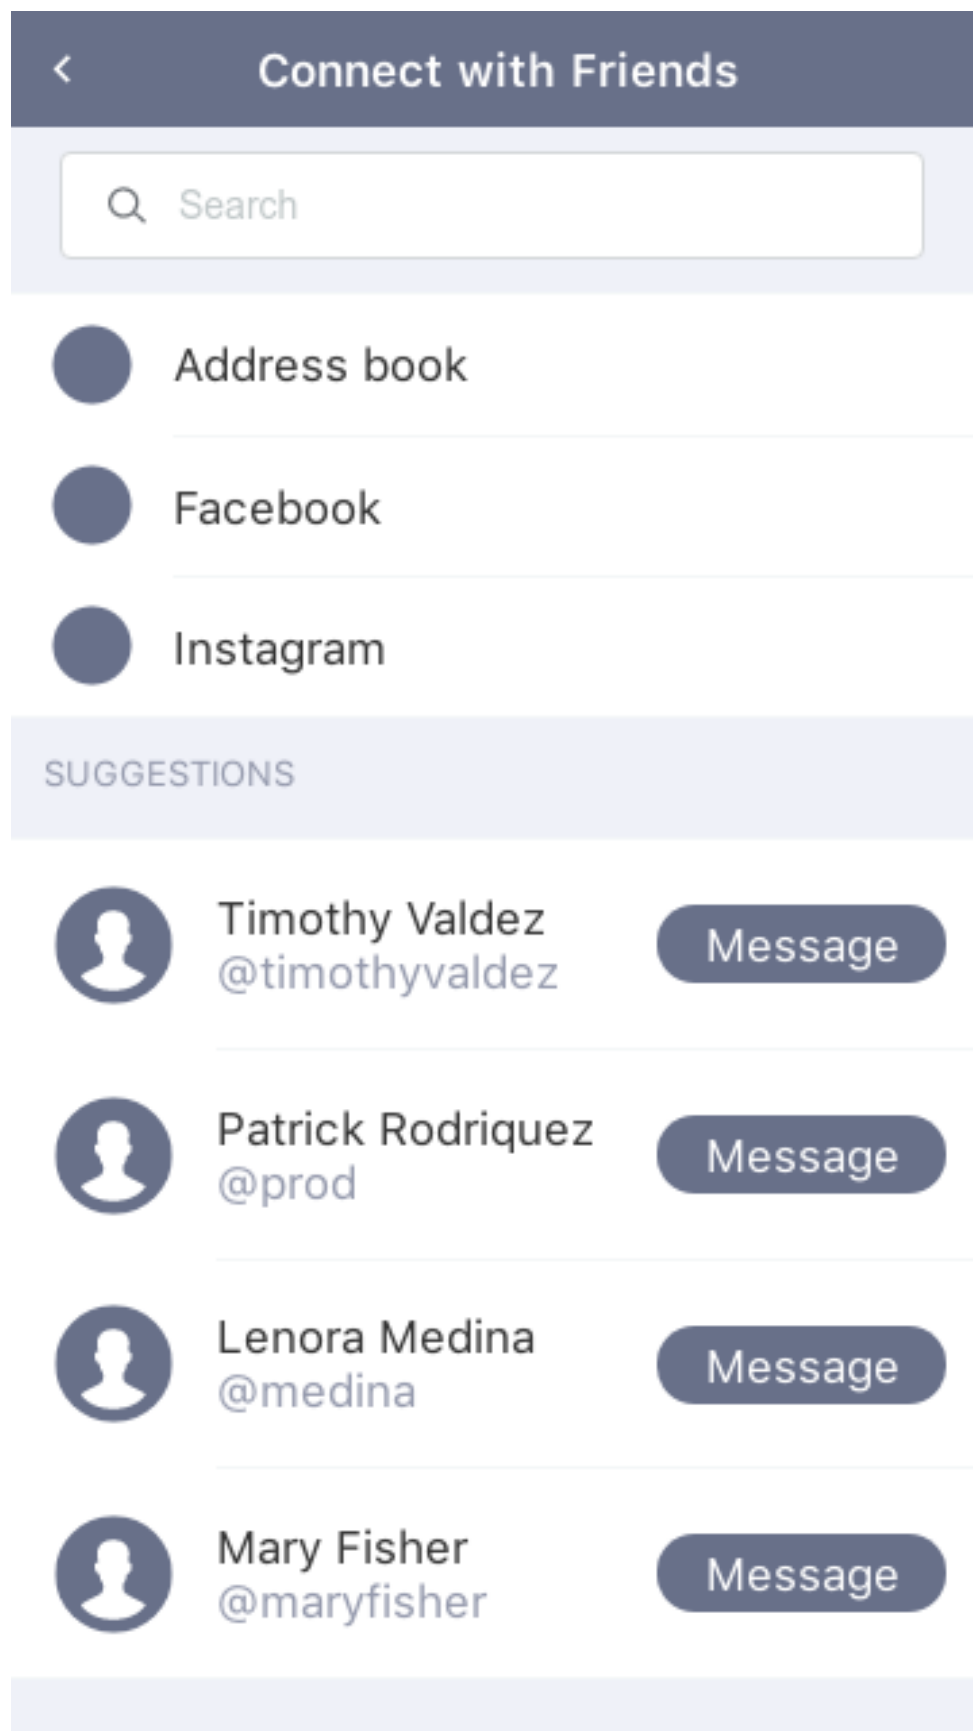 Connect with Friends
Search
Address book
Facebook
Instagram
SUGGESTIONS
Timothy Valdez
@timothyvaldez
Message
Patrick Rodriquez
@prod
Message
Lenora Medina
@medina
Message
Mary Fisher
@maryfisher
Message